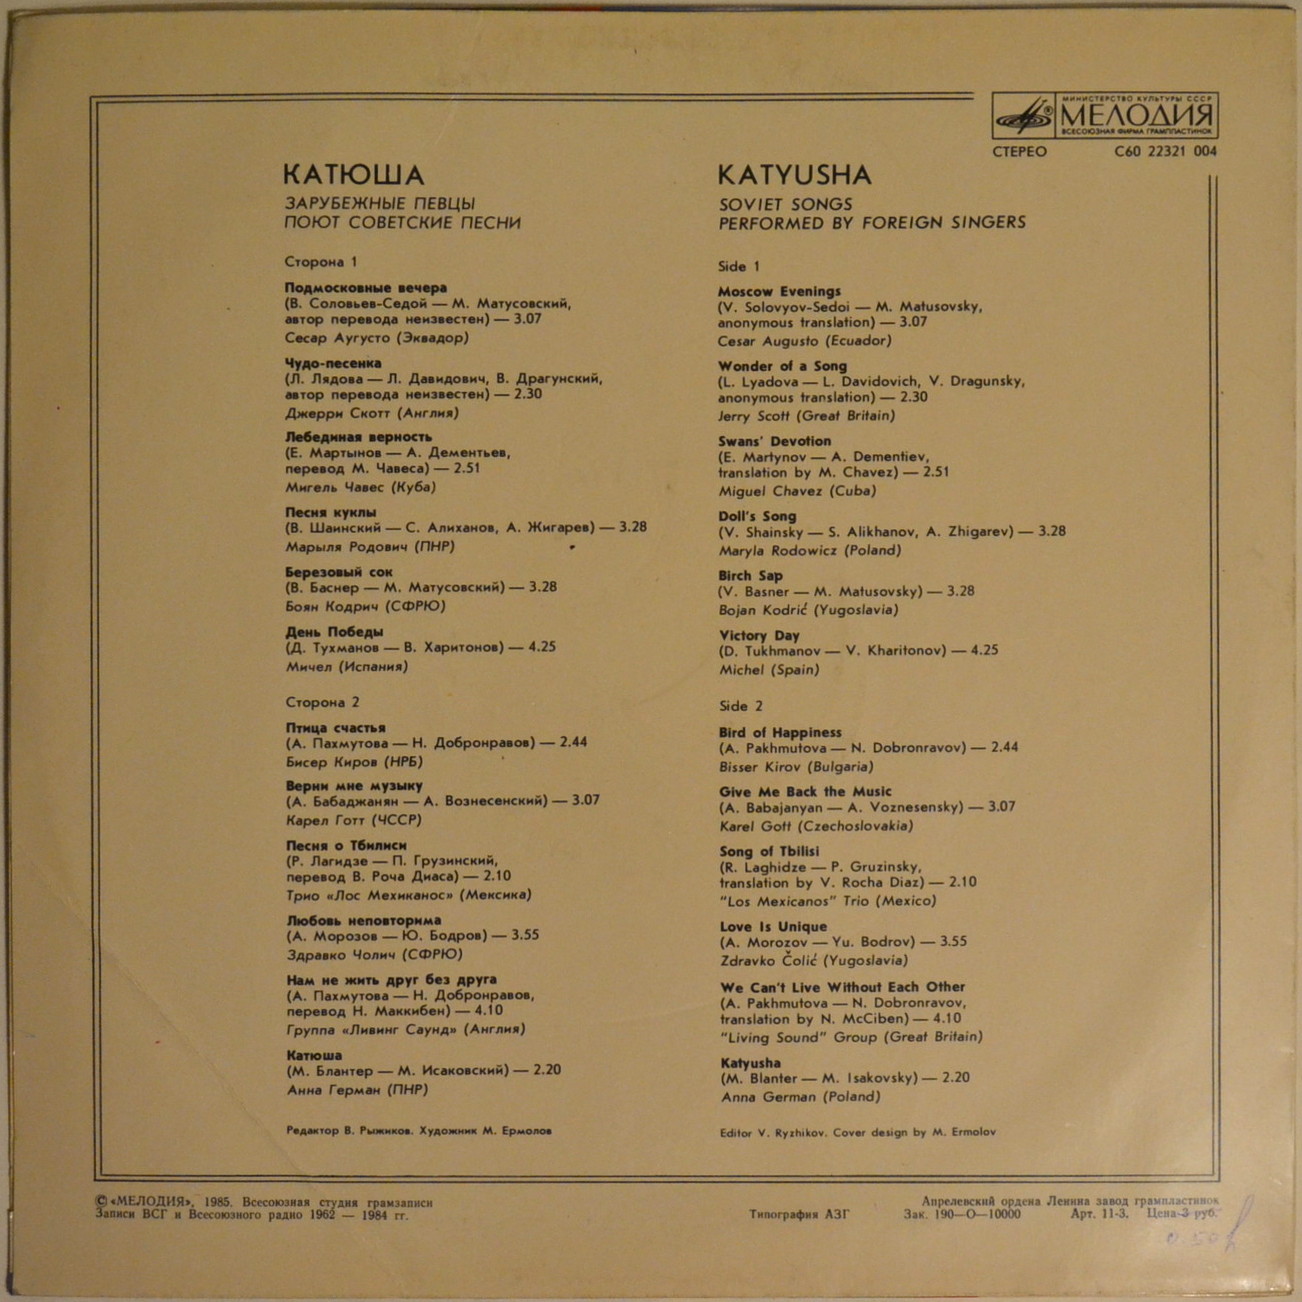 МИНИСТЕРСТВО КУЛЬТУРЫ СССР
МЕЛОДИЯ
ВСЕСОЮЗНАЯ ФИРМА ГРАМПЛАСТИНОК
СТЕРЕО С60 22321 004
КАТЮША
ЗАРУБЕЖНЫЕ ПЕВЦЫ
ПОЮТ СОВЕТСКИЕ ПЕСНИ
Сторона 1
Подмосковные вечера
(В. Соловьев-Седой — М. Матусовский,
автор перевода неизвестен) — 3.07
Сесар Аугусто (Эквадор)
Чудо-песенка
(Л. Лядова — Л. Давидович, В. Драгунский,
автор перевода неизвестен) — 2.30
Джерри Скотт (Англия)
Лебединая верность
(Е. Мартынов — А. Дементьев,
перевод М. Чавеса) — 2.51
Мигель Чавес (Куба)
Песня куклы
(В. Шаинский — С. Алиханов, А. Жигарев) — 3.28
Марыля Родович (ПНР)
Березовый сок
(В. Баснер — М. Матусовский) — 3.28
Боян Кодрич (СФРЮ)
День Победы
(Д. Тухманов — В. Харитонов) — 4.25
Мичел (Испания)
Сторона 2
Птица счастья
(А. Пахмутова — Н. Добронравов) — 2.44
Бисер Киров (НРБ)
Верни мне музыку
(А. Бабаджанян — А. Вознесенский) — 3.07
Карел Готт (ЧССР)
Песня о Тбилиси
(Р. Лагидзе — П. Грузинский,
перевод В. Роча Диаса) — 2.10
Трио «Лос Мехиканос» (Мексика)
Любовь неповторима
(А. Морозов — Ю. Бодров) — 3.55
Здравко Чолич (СФРЮ)
Нам не жить друг без друга
(А. Пахмутова — Н. Добронравов,
перевод Н. Маккибен) — 4.10
Группа «Ливинг Саунд» (Англия)
Катюша
(М. Блантер — М. Исаковский) — 2.20
Анна Герман (ПНР)
Редактор В. Рыжиков. Художник М. Ермолов
KATYUSHA
SOVIET SONGS
PERFORMED BY FOREIGN SINGERS
Side 1
Moscow Evenings
(V. Solovyov-Sedoi — M. Matusovsky,
anonymous translation) — 3.07
Cesar Augusto (Ecuador)
Wonder of a Song
(L. Lyadova — L. Davidovich, V. Dragunsky,
anonymous translation) — 2.30
Jerry Scott (Great Britain)
Swans' Devotion
(E. Martynov — A. Dementiev,
translation by M. Chavez) — 2.51
Miguel Chavez (Cuba)
Doll's Song
(V. Shainsky — S. Alikhanov, A. Zhigarev) — 3.28
Maryla Rodowicz (Poland)
Birch Sap
(V. Basner — M. Matusovsky) — 3.28
Bojan Kodrić (Yugoslavia)
Victory Day
(D. Tukhmanov — V. Kharitonov) — 4.25
Michel (Spain)
Side 2
Bird of Happiness
(A. Pakhmutova — N. Dobronravov) — 2.44
Bisser Kirov (Bulgaria)
Give Me Back the Music
(A. Babajanyan — A. Voznesensky) — 3.07
Karel Gott (Czechoslovakia)
Song of Tbilisi
(R. Laghidze — P. Gruzinsky,
translation by V. Rocha Diaz) — 2.10
"Los Mexicanos" Trio (Mexico)
Love Is Unique
(A. Morozov — Yu. Bodrov) — 3.55
Zdravko Čolić (Yugoslavia)
We Can't Live Without Each Other
(A. Pakhmutova — N. Dobronravov,
translation by N. McCiben) — 4.10
"Living Sound" Group (Great Britain)
Katyusha
(M. Blanter — M. Isakovsky) — 2.20
Anna German (Poland)
Editor V. Ryzhikov. Cover design by M. Ermolov
© «МЕЛОДИЯ», 1985. Всесоюзная студия грамзаписи
Записи ВСГ и Всесоюзного радио 1962 — 1984 гг.
Апрелевский ордена Ленина завод грампластинок
Типография АЗГ Зак. 190—О—10000 Арт. 11-3. Цена 3 руб.